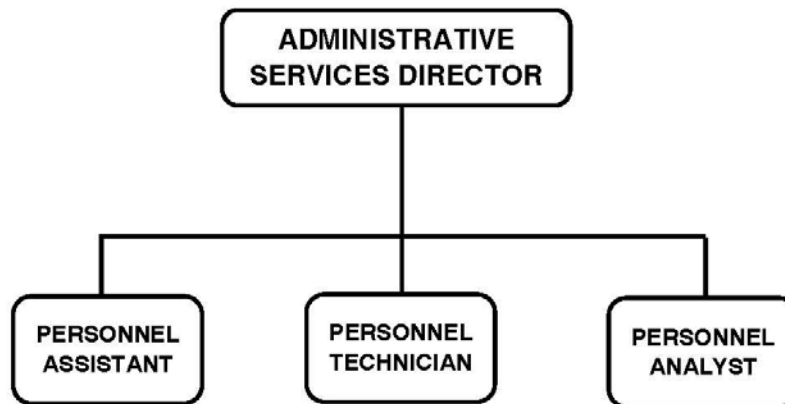 ADMINISTRATIVE
SERVICES DIRECTOR
PERSONNEL
ASSISTANT
PERSONNEL
TECHNICIAN
PERSONNEL
ANALYST